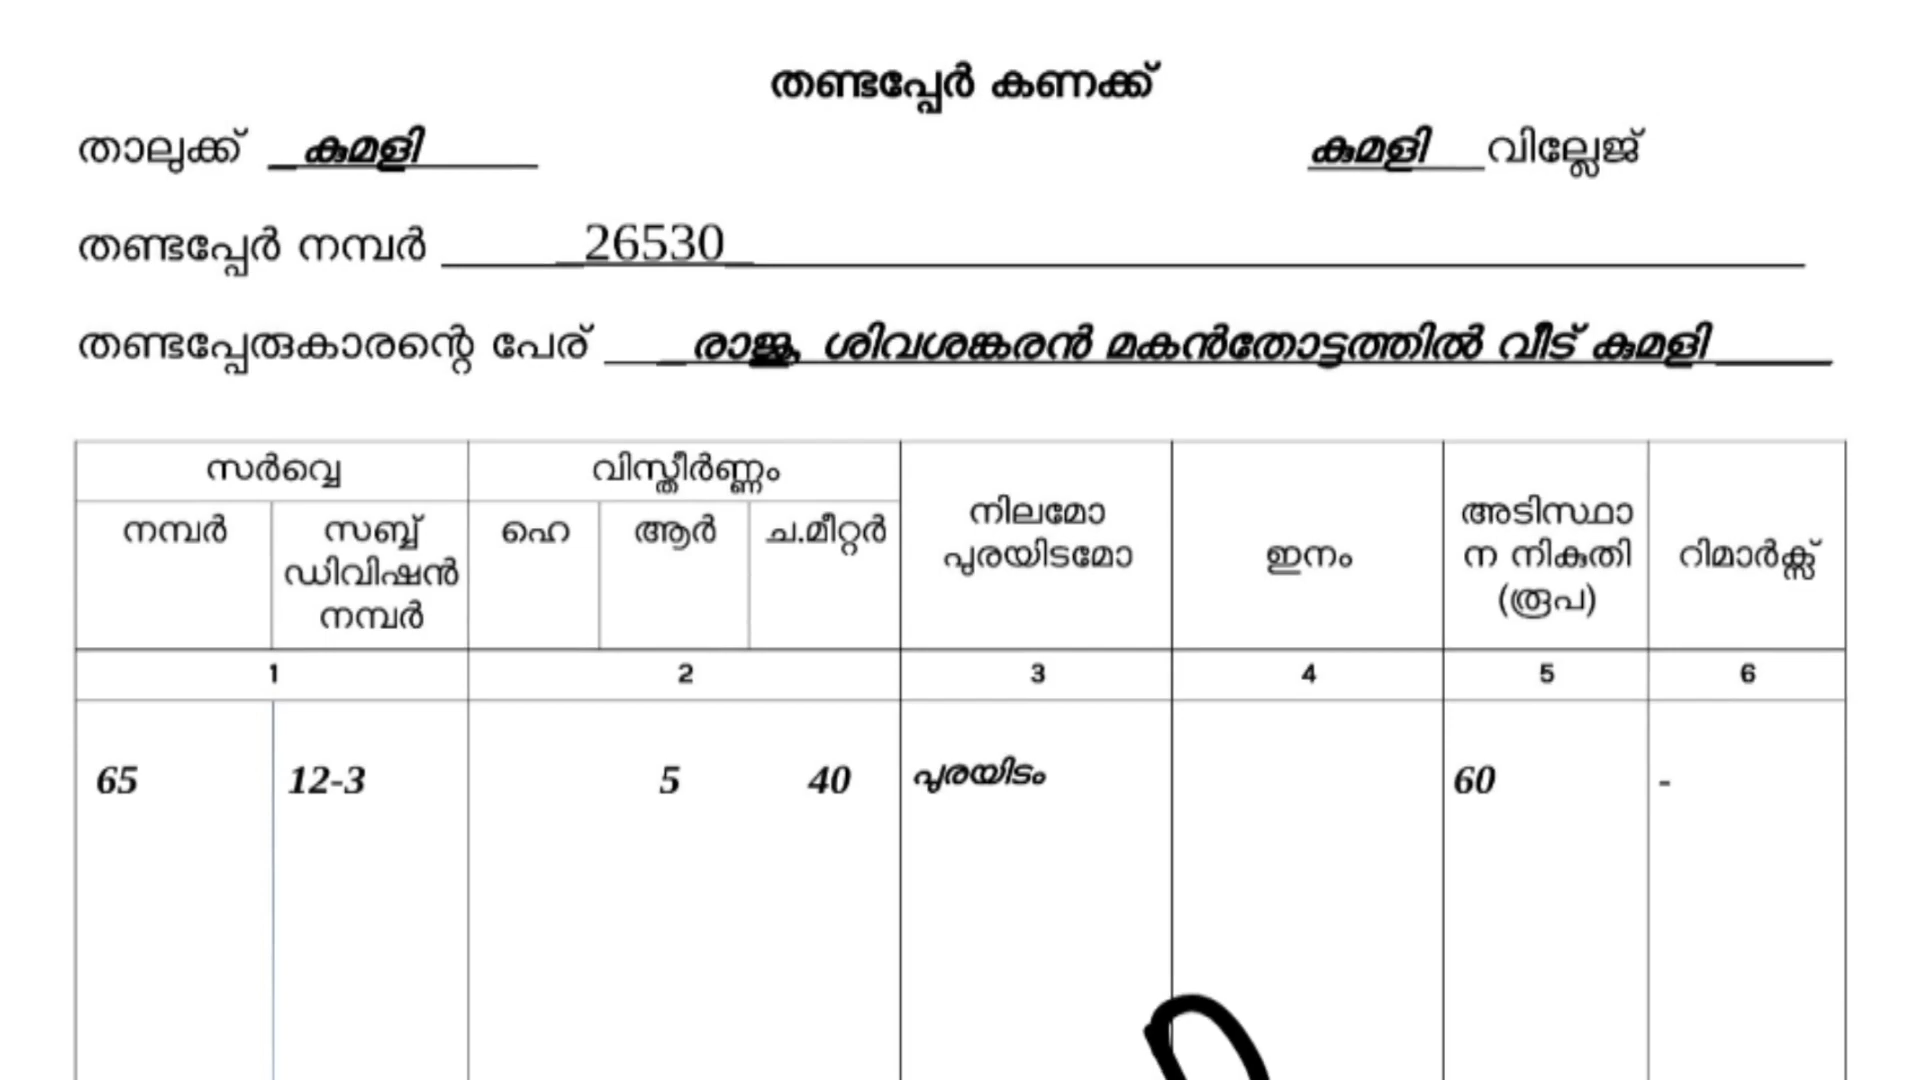 തണ്ടപ്പേർ കണക്ക്
താലുക്ക് _ കുമളി കുമളി വില്ലേജ്
തണ്ടപ്പേർ നമ്പർ 26530
തണ്ടപ്പേരുകാരന്റെ പേര് രാജു, ശിവശങ്കരൻ മകൻതോട്ടത്തിൽ വീട് കുമളി
സർവ്വെ വിസ്തീർണ്ണം നിലമോ പുരയിടമോ ഇനം അടിസ്ഥാന നികുതി (രൂപ) റിമാർക്സ്
നമ്പർ സബ്ബ് ഡിവിഷൻ നമ്പർ ഹെ ആർ ച.മീറ്റർ
1 2 3 4 5 6
65 12-3 5 40 പുരയിടം 60 -